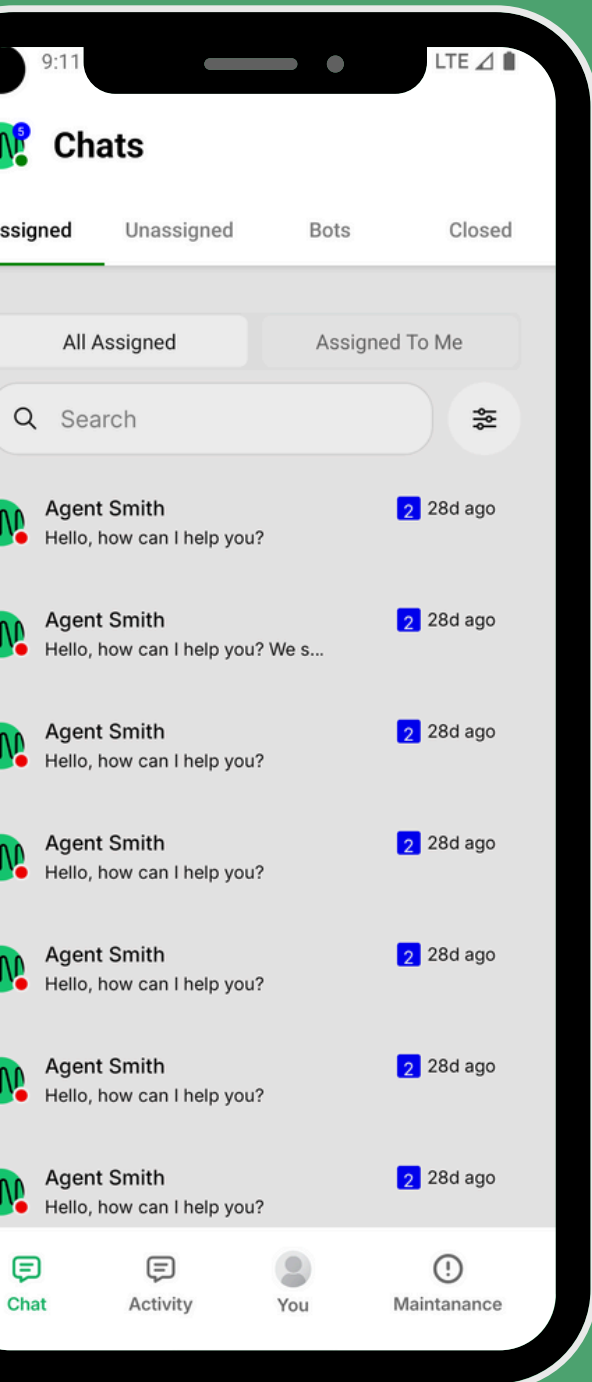 9:11 LTE
5
Chats
ssigned Unassigned Bots Closed
All Assigned Assigned To Me
Search
Agent Smith 2 28d ago
Hello, how can I help you?
Agent Smith 2 28d ago
Hello, how can I help you? We s...
Agent Smith 2 28d ago
Hello, how can I help you?
Agent Smith 2 28d ago
Hello, how can I help you?
Agent Smith 2 28d ago
Hello, how can I help you?
Agent Smith 2 28d ago
Hello, how can I help you?
Agent Smith 2 28d ago
Hello, how can I help you?
Chat Activity You Maintanance